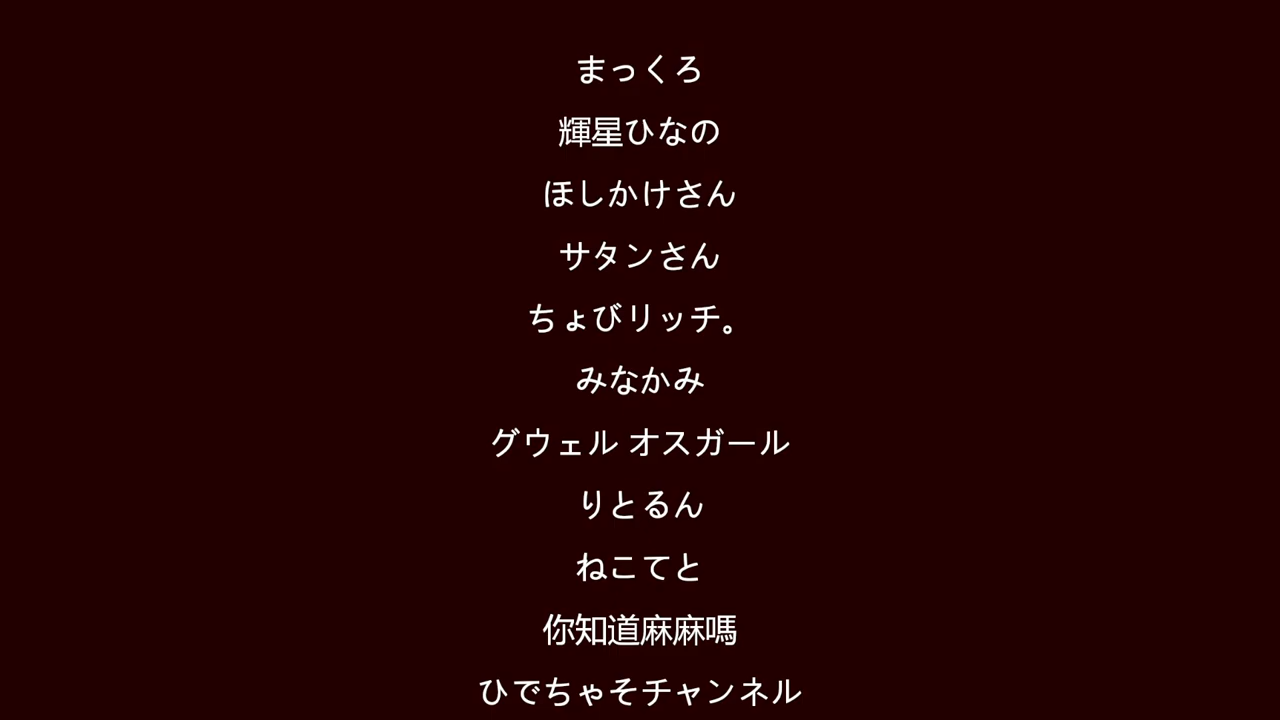 まっくろ
輝星ひなの
ほしかけさん
サタンさん
ちょびリッチ。
みなかみ
グウェル オスガール
りとるん
ねこてと
你知道麻麻嗎
ひでちゃそチャンネル